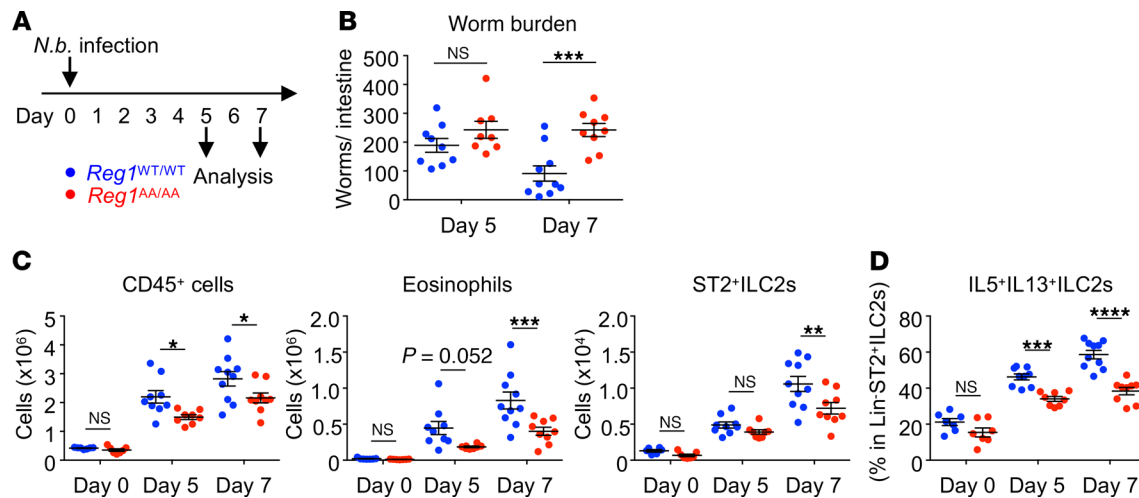 A
N.b. infection
Day 0 1 2 3 4 5 6 7
Reg1WT/WT
Reg1AA/AA
Analysis
B
Worm burden
Worms/ intestine
500
400
300
200
100
0
NS
***
Day 5 Day 7
C
CD45+ cells
Cells (x10⁶)
6
5
4
3
2
1
0
NS
*
*
Day 0 Day 5 Day 7
Eosinophils
Cells (x10⁶)
2.0
1.5
1.0
0.5
0
NS
P = 0.052
***
Day 0 Day 5 Day 7
ST2+ILC2s
Cells (x10⁴)
2.0
1.5
1.0
0.5
0
NS
NS
**
Day 0 Day 5 Day 7
D
IL5+IL13+ILC2s
Cells (x10⁶)
(% in Lin-ST2+ILC2s)
80
60
40
20
0
NS
***
****
Day 0 Day 5 Day 7